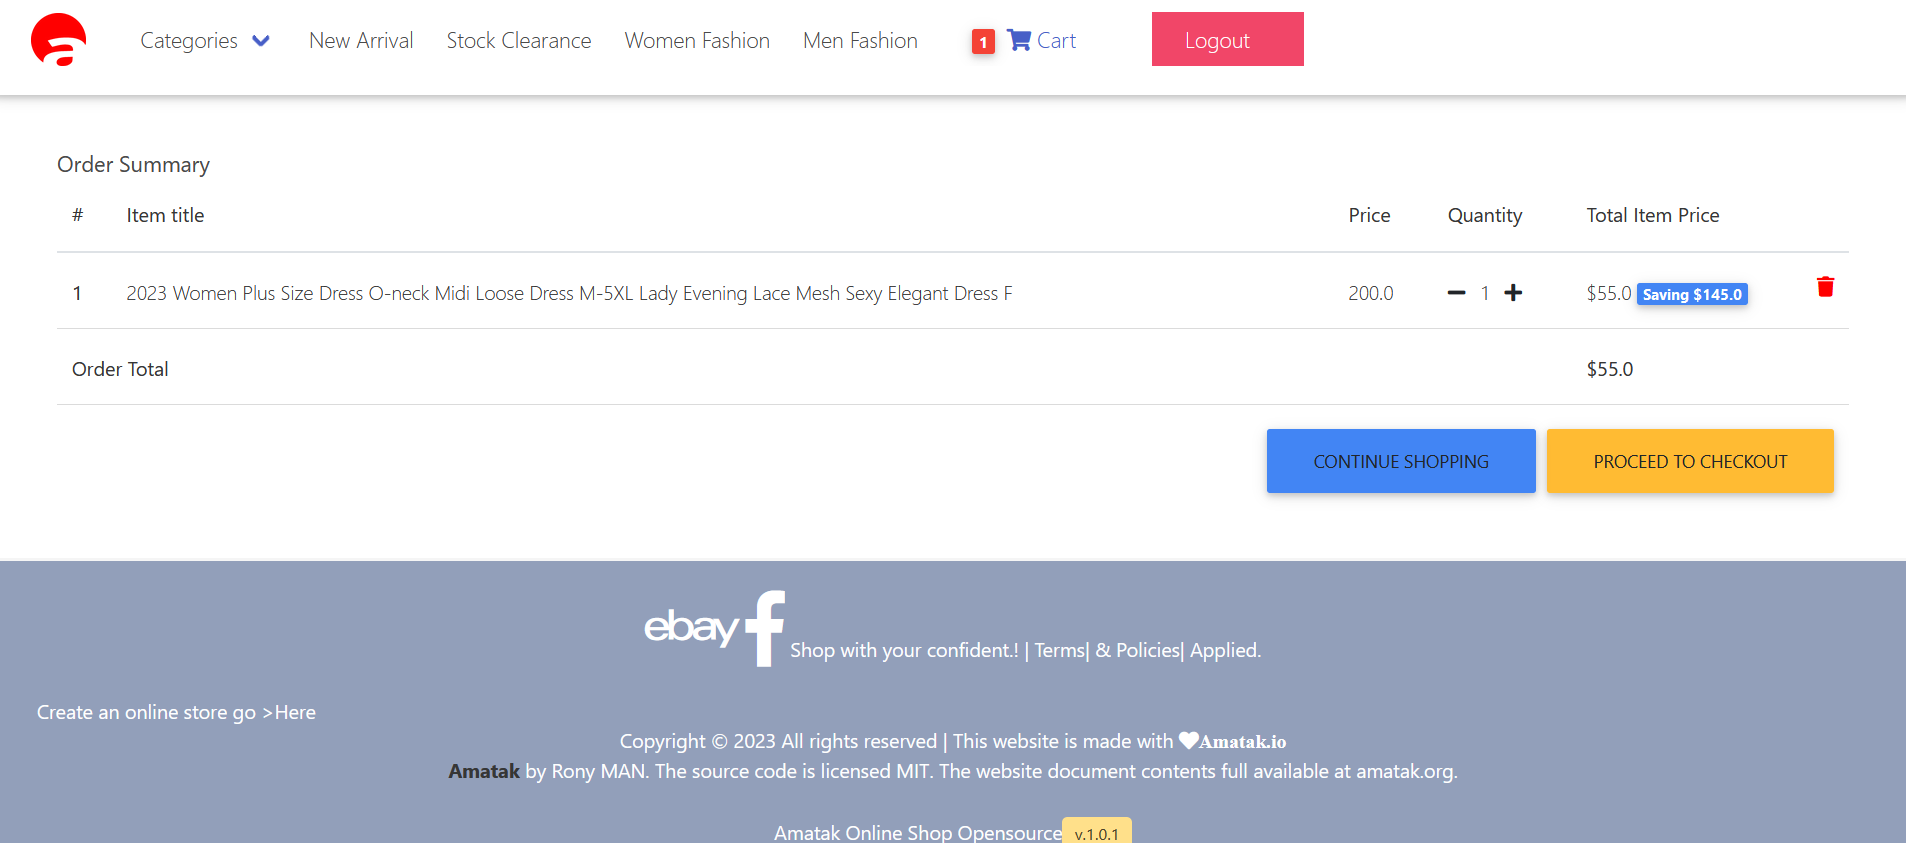 Categories New Arrival Stock Clearance Women Fashion Men Fashion 1 Cart Logout
Order Summary
# Item title Price Quantity Total Item Price
1 2023 Women Plus Size Dress O-neck Midi Loose Dress M-5XL Lady Evening Lace Mesh Sexy Elegant Dress F 200.0 1 $55.0 Saving $145.0
Order Total $55.0
CONTINUE SHOPPING PROCEED TO CHECKOUT
ebay f Shop with your confident.! | Terms| & Policies| Applied.
Create an online store go >Here
Copyright © 2023 All rights reserved | This website is made with ♥Amatak.io
Amatak by Rony MAN. The source code is licensed MIT. The website document contents full available at amatak.org.
Amatak Online Shop Opensource v.1.0.1